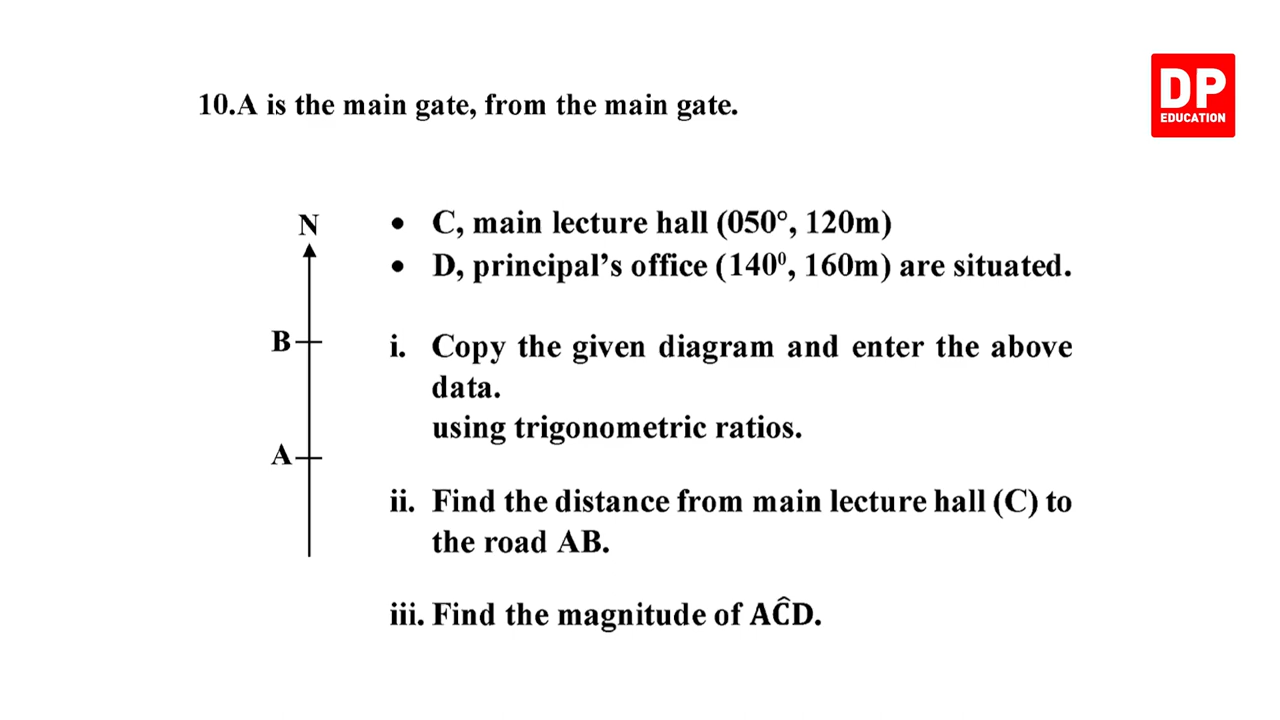 DP
EDUCATION
10.A is the main gate, from the main gate.
N
B
A
• C, main lecture hall (050°, 120m)
• D, principal’s office (140⁰, 160m) are situated.
i. Copy the given diagram and enter the above
data.
using trigonometric ratios.
ii. Find the distance from main lecture hall (C) to
the road AB.
iii. Find the magnitude of AĈD.